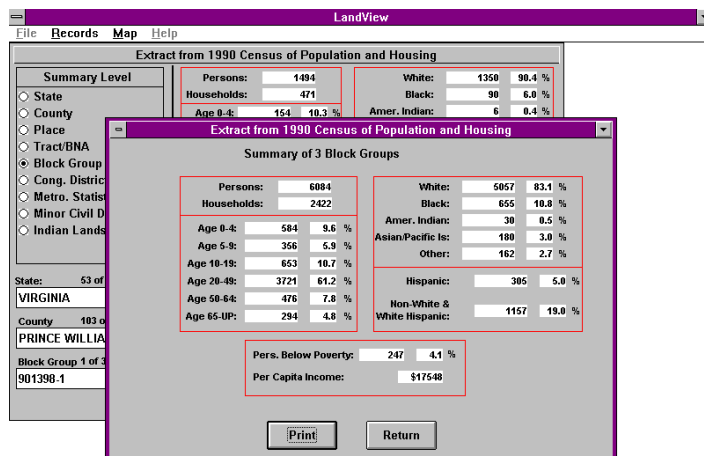 LandView
File Records Map Help
Extract from 1990 Census of Population and Housing
Summary Level
State
County
Place
Tract/BNA
Block Group
Cong. Distric
Metro. Statist
Minor Civil D
Indian Lands
State: 53 of
VIRGINIA
County 103 o
PRINCE WILLIA
Block Group 1 of 3
901398-1
Persons: 1494
Households: 471
Age 0-4: 154 10.3 %
White: 1350 90.4 %
Black: 90 6.0 %
Amer. Indian: 6 0.4 %
Extract from 1990 Census of Population and Housing
Summary of 3 Block Groups
Persons: 6084
Households: 2422
Age 0-4: 584 9.6 %
Age 5-9: 356 5.9 %
Age 10-19: 653 10.7 %
Age 20-49: 3721 61.2 %
Age 50-64: 476 7.8 %
Age 65-UP: 294 4.8 %
White: 5057 83.1 %
Black: 655 10.8 %
Amer. Indian: 30 0.5 %
Asian/Pacific Is: 180 3.0 %
Other: 162 2.7 %
Hispanic: 305 5.0 %
Non-White &
White Hispanic: 1157 19.0 %
Pers. Below Poverty: 247 4.1 %
Per Capita Income: $17548
Print Return